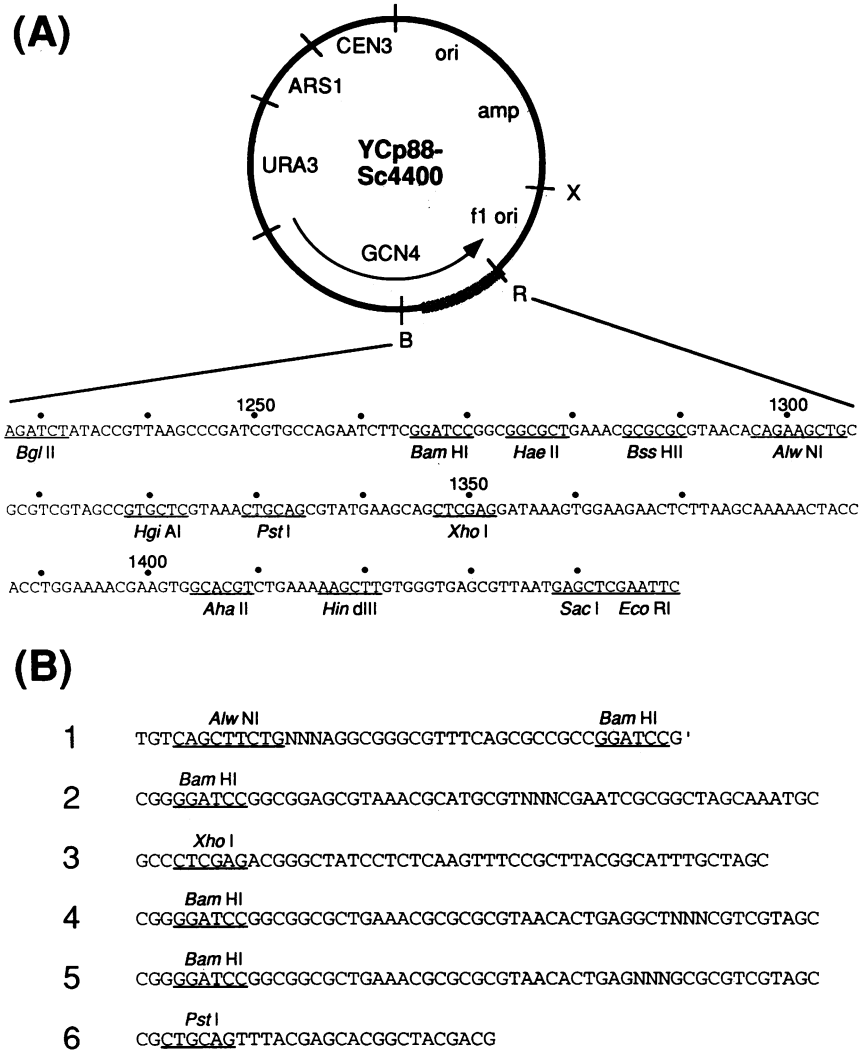 (A)
CEN3
ori
ARS1
amp
YCp88-
Sc4400
URA3
X
f1 ori
GCN4
R
B
1250
1300
AGATCTATACCGTTAAGCCCGATCGTGCCAGAATCTTCGGATCCGGCGGCGCTGAAACGCGCGCGTAACACAGAAGCTGC
Bgl II
Bam HI
Hae II
Bss HII
Alw NI
1350
GCGTCGTAGCCGTGCTCGTAAACTGCAGCGTATGAAGCAGCTCGAGGATAAAGTGGAAGAACTCTTAAGCAAAAACTACC
Hgi AI
Pst I
Xho I
1400
ACCTGGAAAACGAAGTGGCACGTCTGAAAAAGCTTGTGGGTGAGCGTTAATGAGCTCGAATTC
Aha II
Hin dIII
Sac I
Eco RI
(B)
Alw NI
Bam HI
1 TGTCAGCTTCTGNNNAGGCGGGCGTTTCAGCGCCGCCGGATCCG'
Bam HI
2 CGGGGATCCGGCGGAGCGTAAACGCATGCGTNNNCGAATCGCGGCTAGCAAATGC
Xho I
3 GCCCTCGAGACGGGCTATCCTCTCAAGTTTCCGCTTACGGCATTTGCTAGC
Bam HI
4 CGGGGATCCGGCGGCGCTGAAACGCGCGCGTAACACTGAGGCTNNNCGTCGTAGC
Bam HI
5 CGGGGATCCGGCGGCGCTGAAACGCGCGCGTAACACTGAGNNNGCGCGTCGTAGC
Pst I
6 CGCTGCAGTTTACGAGCACGGCTACGACG